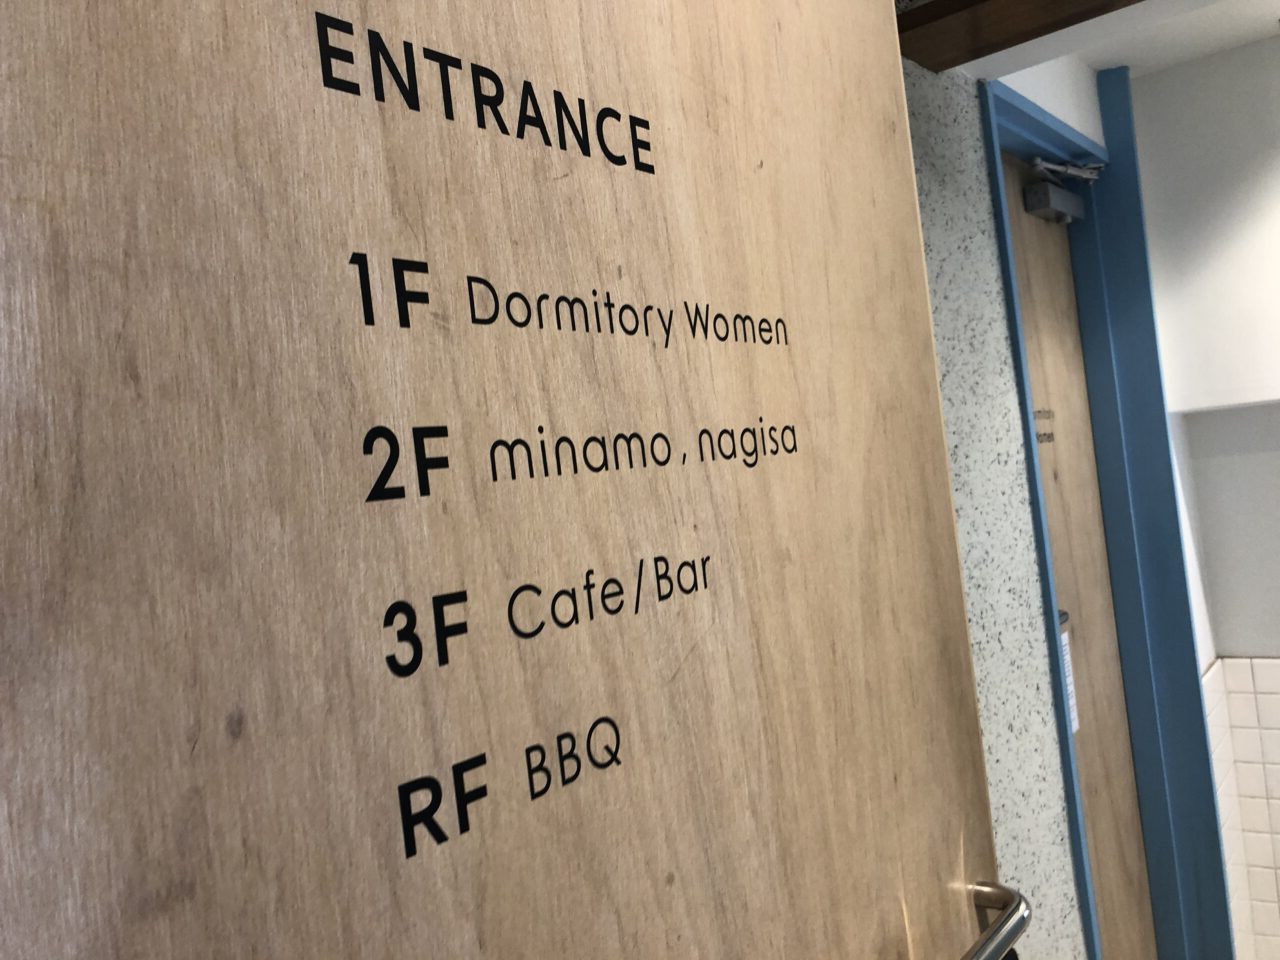 ENTRANCE
1F Dormitory Women
2F minamo, nagisa
3F Cafe/Bar
RF BBQ